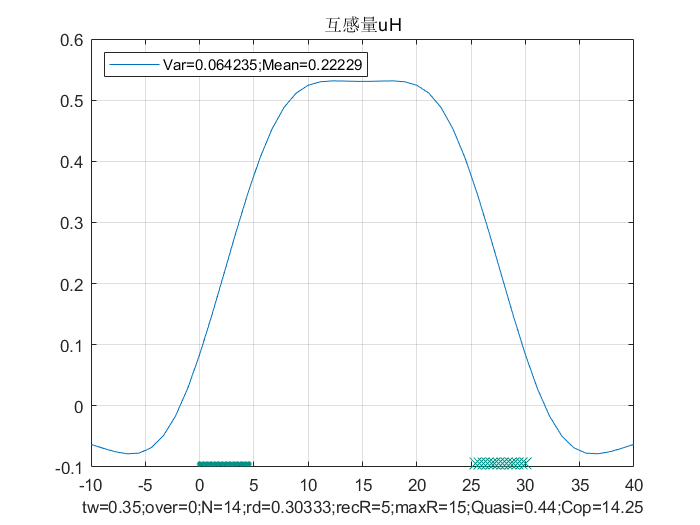 互感量uH
0.6
Var=0.064235;Mean=0.22229
0.5
0.4
0.3
0.2
0.1
0
-0.1
-10 -5 0 5 10 15 20 25 30 35 40
tw=0.35;over=0;N=14;rd=0.30333;recR=5;maxR=15;Quasi=0.44;Cop=14.25